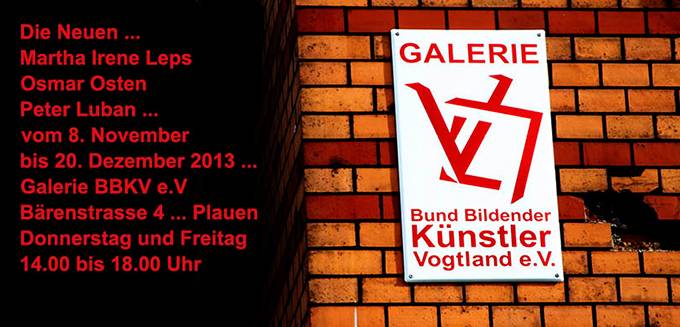 Die Neuen ...
Martha Irene Leps
Osmar Osten
Peter Luban ...
vom 8. November
bis 20. Dezember 2013 ...
Galerie BBKV e.V
Bärenstrasse 4 ... Plauen
Donnerstag und Freitag
14.00 bis 18.00 Uhr
GALERIE
Bund Bildender
Künstler
Vogtland e.V.